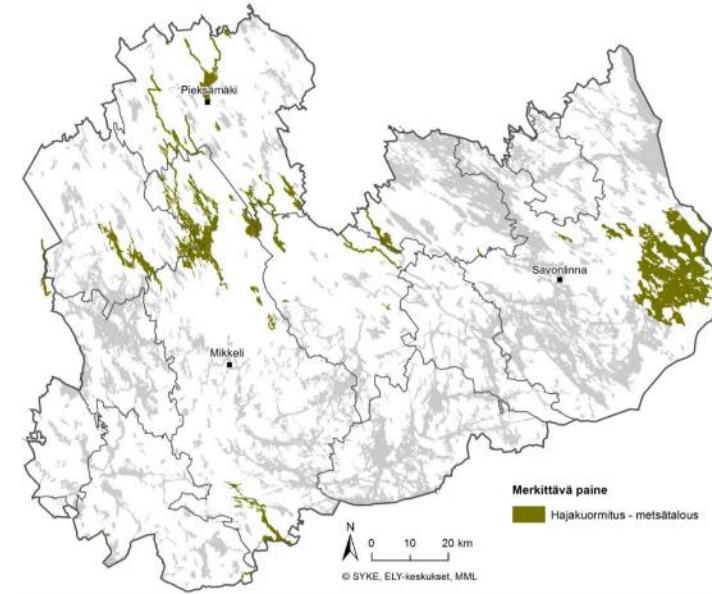 Pieksämäki
Savonlinna
Mikkeli
Merkittävä paine
Hajakuormitus - metsätalous
N
0 10 20 km
© SYKE, ELY-keskukset, MML